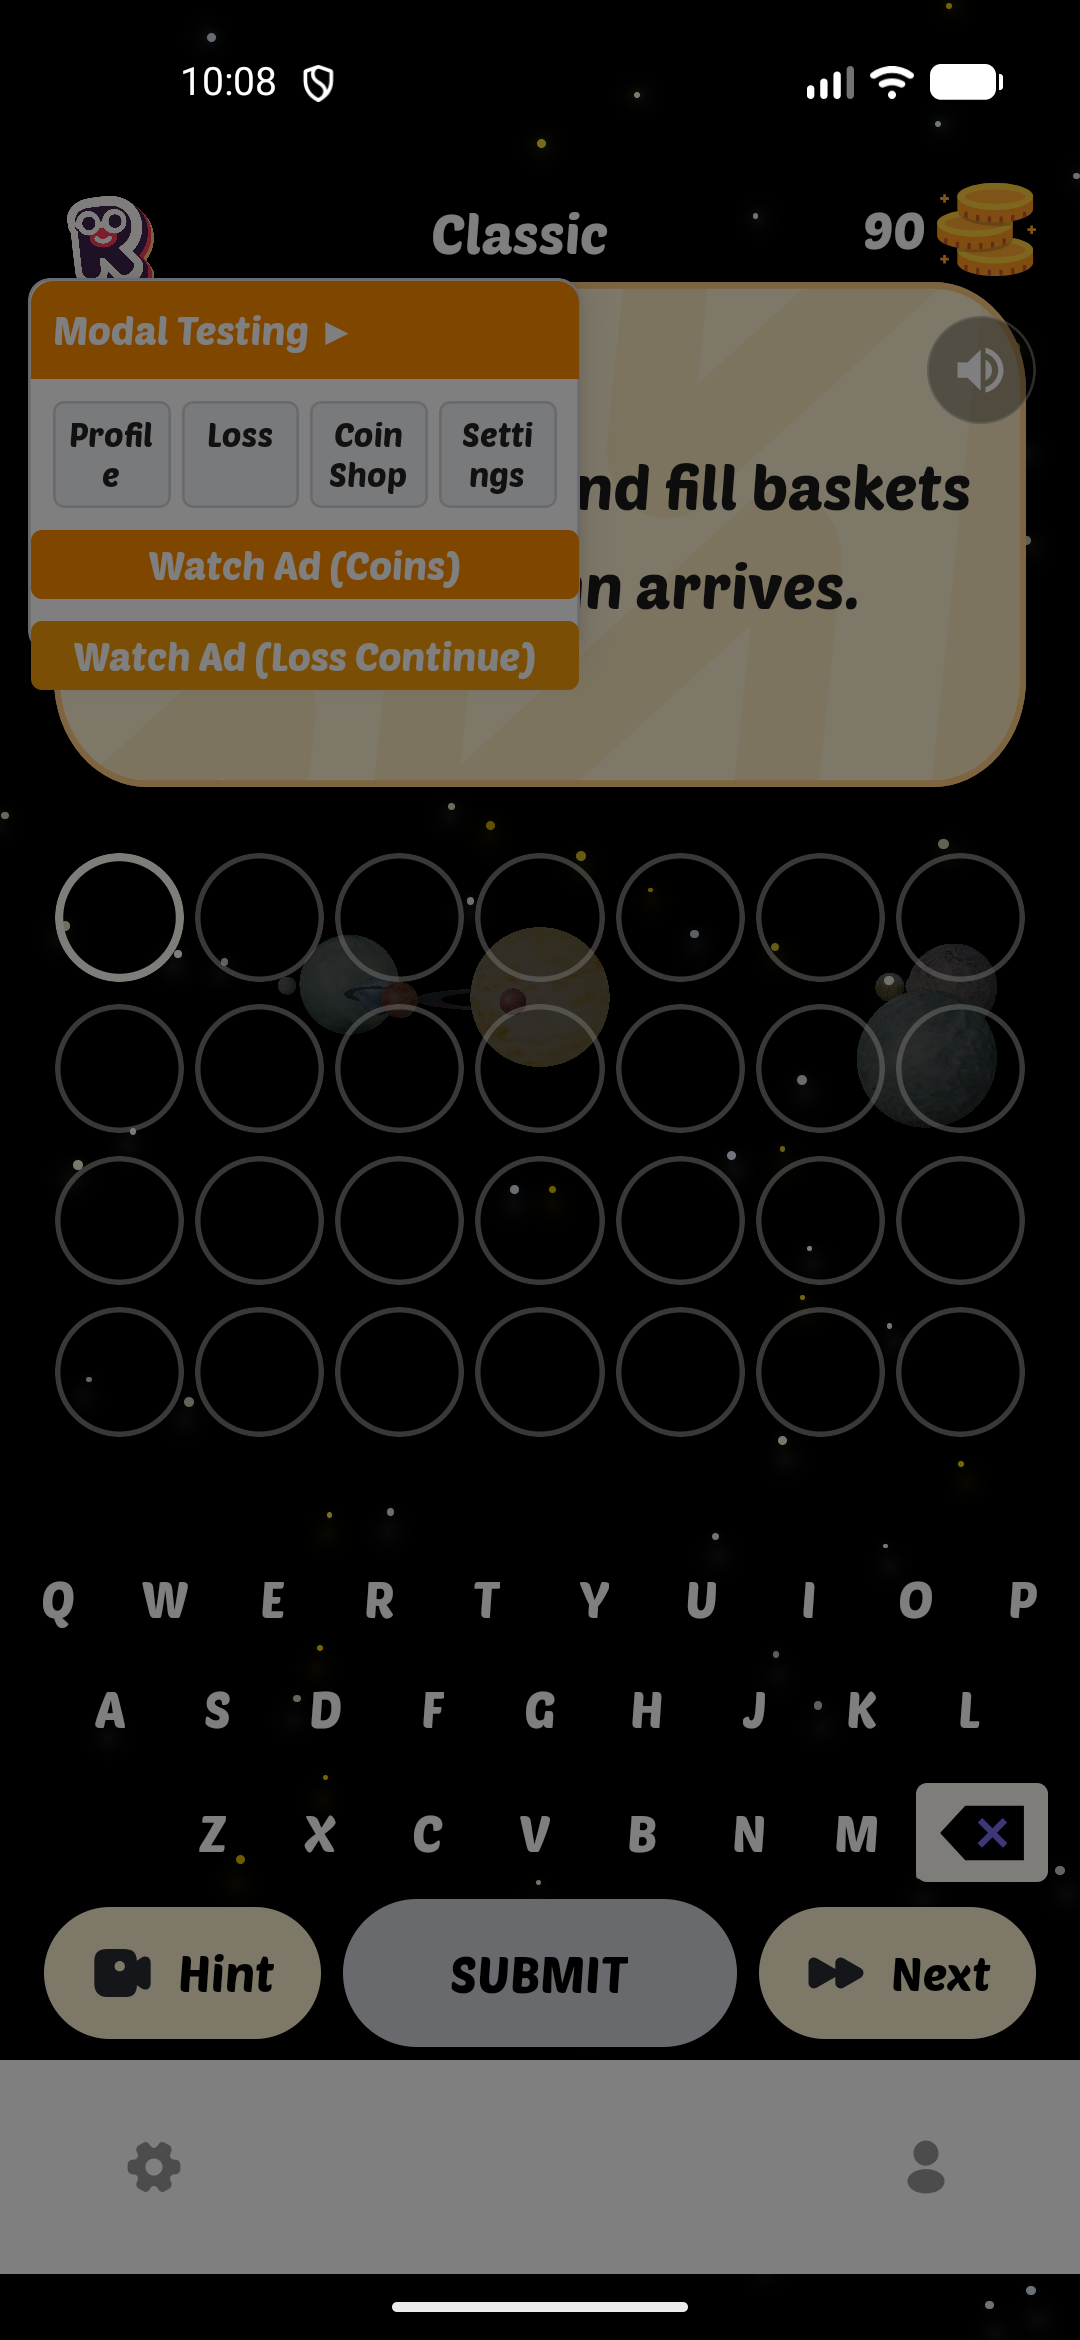 10:08
Classic
90
Modal Testing ►
Profil
e
Loss
Coin
Shop
Setti
ngs
fill baskets
arrives.
Watch Ad (Coins)
Watch Ad (Loss Continue)
Q W E R T Y U I O P
A S D F G H J K L
Z X C V B N M
Hint
SUBMIT
Next